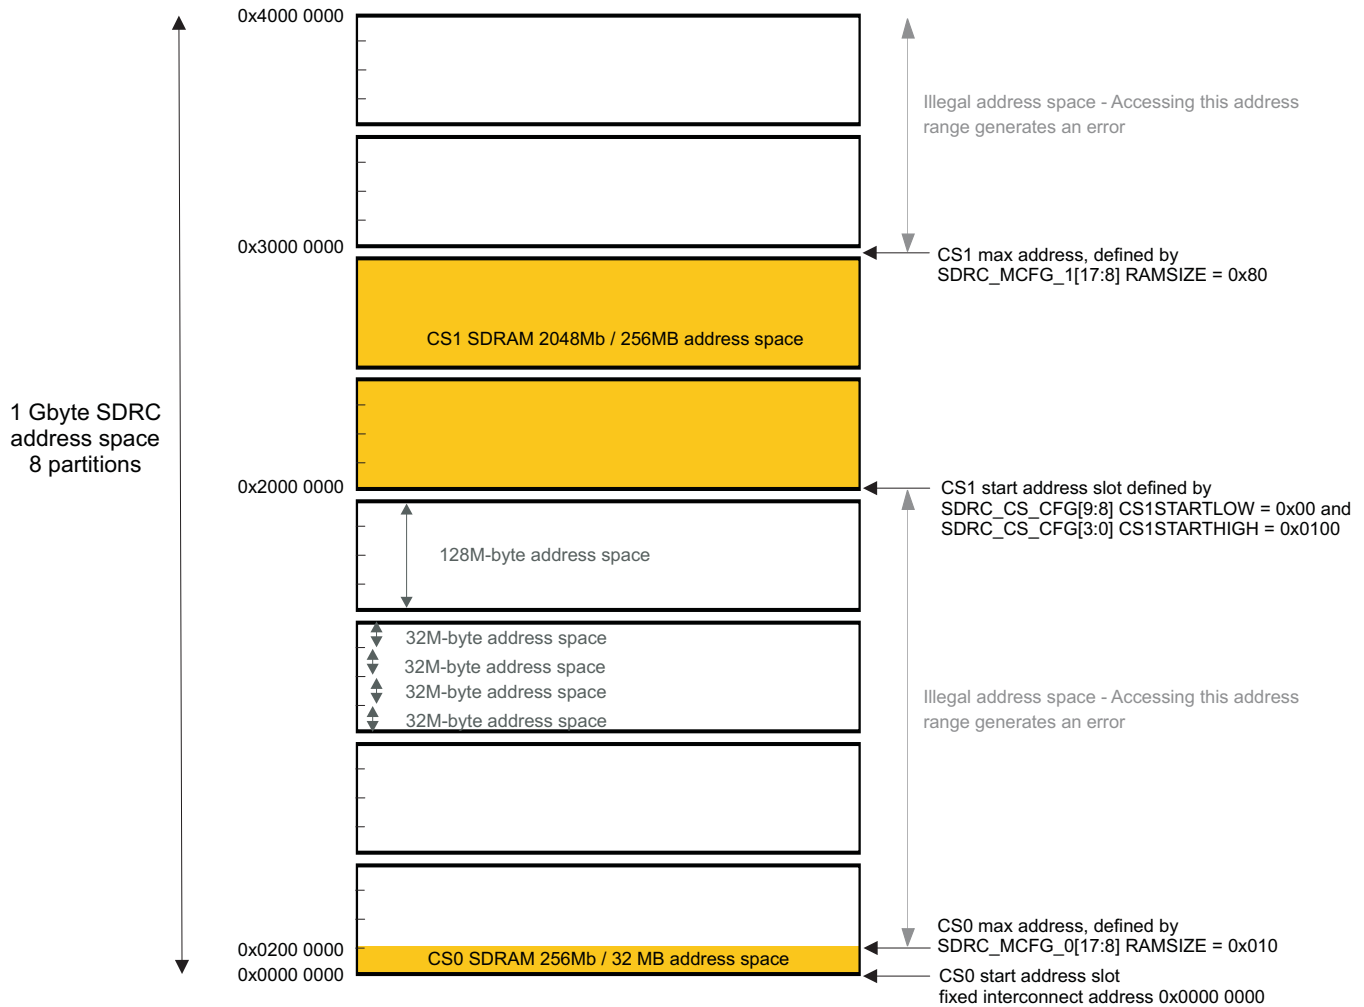 0x4000 0000
Illegal address space - Accessing this address
range generates an error
0x3000 0000
CS1 max address, defined by
SDRC_MCFG_1[17:8] RAMSIZE = 0x80
CS1 SDRAM 2048Mb / 256MB address space
1 Gbyte SDRC
address space
8 partitions
0x2000 0000
CS1 start address slot defined by
SDRC_CS_CFG[9:8] CS1STARTLOW = 0x00 and
SDRC_CS_CFG[3:0] CS1STARTHIGH = 0x0100
128M-byte address space
32M-byte address space
32M-byte address space
32M-byte address space
32M-byte address space
Illegal address space - Accessing this address
range generates an error
CS0 max address, defined by
SDRC_MCFG_0[17:8] RAMSIZE = 0x010
0x0200 0000
CS0 SDRAM 256Mb / 32 MB address space
0x0000 0000
CS0 start address slot
fixed interconnect address 0x0000 0000